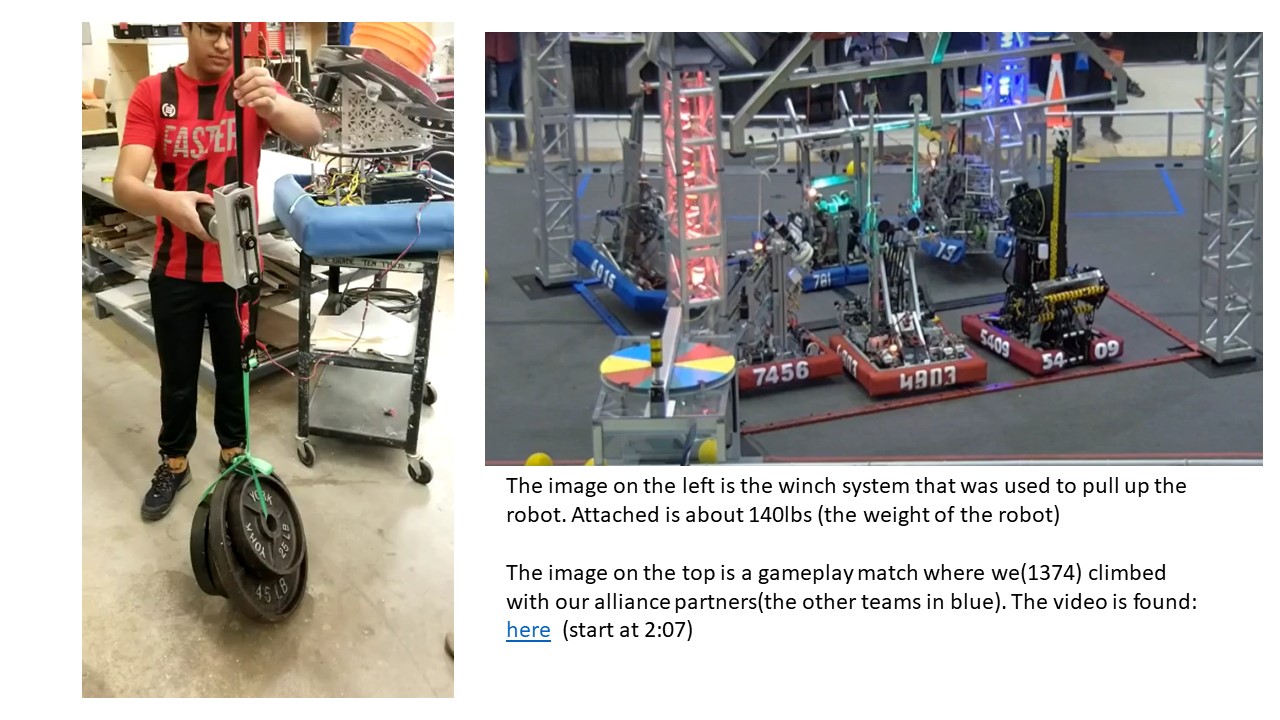 FASTER
YORK
25 LB
YORK
45 LB
4015
781
7456
4903
5409
54... 09
The image on the left is the winch system that was used to pull up the
robot. Attached is about 140lbs (the weight of the robot)
The image on the top is a gameplay match where we(1374) climbed
with our alliance partners(the other teams in blue). The video is found:
here (start at 2:07)